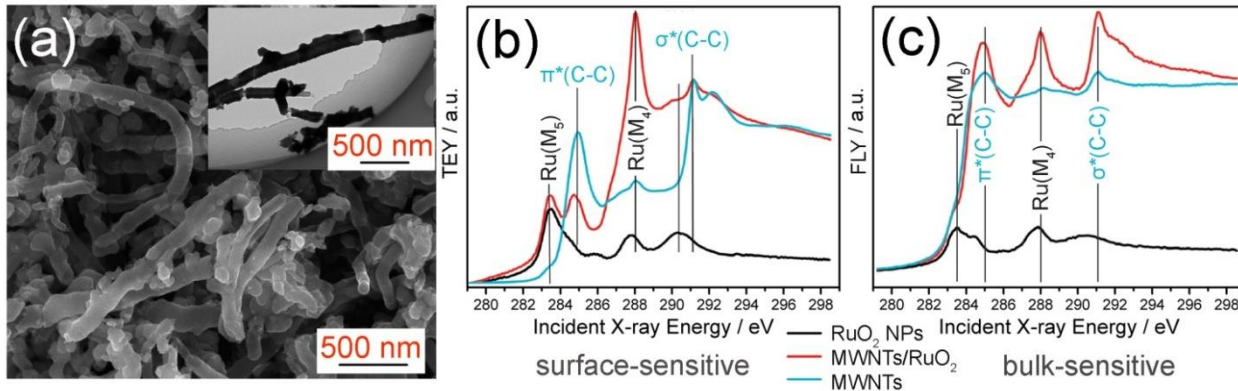 (a)
500 nm
500 nm
(b)
TEY / a.u.
Ru(M₅)
π*(C-C)
Ru(M₄)
σ*(C-C)
280 282 284 286 288 290 292 294 296 298
Incident X-ray Energy / eV
surface-sensitive
(c)
FLY / a.u.
Ru(M₅)
π*(C-C)
Ru(M₄)
σ*(C-C)
280 282 284 286 288 290 292 294 296 298
Incident X-ray Energy / eV
bulk-sensitive
RuO₂ NPs
MWNTs/RuO₂
MWNTs